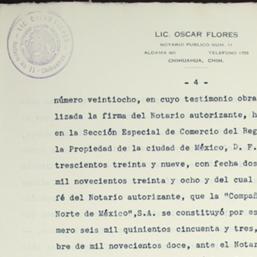 LIC. OSCAR FLORES
NOTARIO PUBLICO NUM. 11
ALDAMA TELEFONO
CHIHUAHUA, CHIH.
- 4 -
número veintiocho, en cuyo testimonio obra
lizada la firma del Notario autorizante, h
en la Sección Especial de Comercio del Reg
la Propiedad de la ciudad de México, D. F.
trescientos treinta y nueve, con fecha dos
mil novecientos treinta y ocho y del cual
fé del Notario autorizante, que la "Compañ
Norte de México",S.A. se constituyó por es
mero seis mil quinientos cincuenta y tres,
bre de mil novecientos doce, ante el Notar